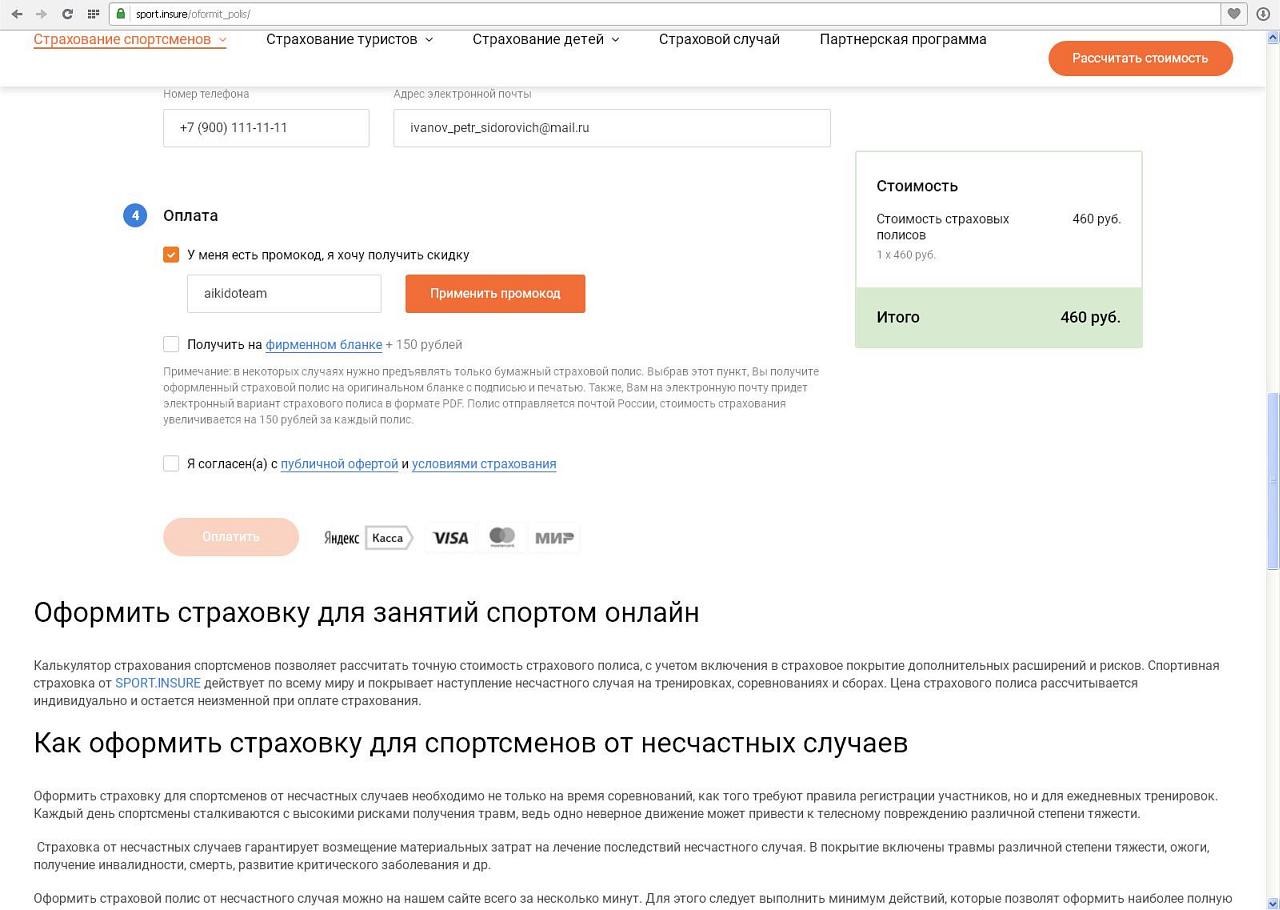 sport.insure/oformit_polis/
Страхование спортсменов
Страхование туристов
Страхование детей
Страховой случай
Партнерская программа
Рассчитать стоимость
Номер телефона
Адрес электронной почты
+7 (900) 111-11-11
ivanov_petr_sidorovich@mail.ru
4 Оплата
У меня есть промокод, я хочу получить скидку
aikidoteam
Применить промокод
Получить на фирменном бланке + 150 рублей
Примечание: в некоторых случаях нужно предъявлять только бумажный страховой полис. Выбрав этот пункт, Вы получите
оформленный страховой полис на оригинальном бланке с подписью и печатью. Также, Вам на электронную почту придет
электронный вариант страхового полиса в формате PDF. Полис отправляется почтой России, стоимость страхования
увеличивается на 150 рублей за каждый полис.
Я согласен(а) с публичной офертой и условиями страхования
Оплатить
Яндекс Касса
VISA
mastercard
МИР
Стоимость
Стоимость страховых 460 руб.
полисов
1 x 460 руб.
Итого 460 руб.
Оформить страховку для занятий спортом онлайн
Калькулятор страхования спортсменов позволяет рассчитать точную стоимость страхового полиса, с учетом включения в страховое покрытие дополнительных расширений и рисков. Спортивная
страховка от SPORT.INSURE действует по всему миру и покрывает наступление несчастного случая на тренировках, соревнованиях и сборах. Цена страхового полиса рассчитывается
индивидуально и остается неизменной при оплате страхования.
Как оформить страховку для спортсменов от несчастных случаев
Оформить страховку для спортсменов от несчастных случаев необходимо не только на время соревнований, как того требуют правила регистрации участников, но и для ежедневных тренировок.
Каждый день спортсмены сталкиваются с высокими рисками получения травм, ведь одно неверное движение может привести к телесному повреждению различной степени тяжести.
Страховка от несчастных случаев гарантирует возмещение материальных затрат на лечение последствий несчастного случая. В покрытие включены травмы различной степени тяжести, ожоги,
получение инвалидности, смерть, развитие критического заболевания и др.
Оформить страховой полис от несчастного случая можно на нашем сайте всего за несколько минут. Для этого следует выполнить минимум действий, которые позволят оформить наиболее полную